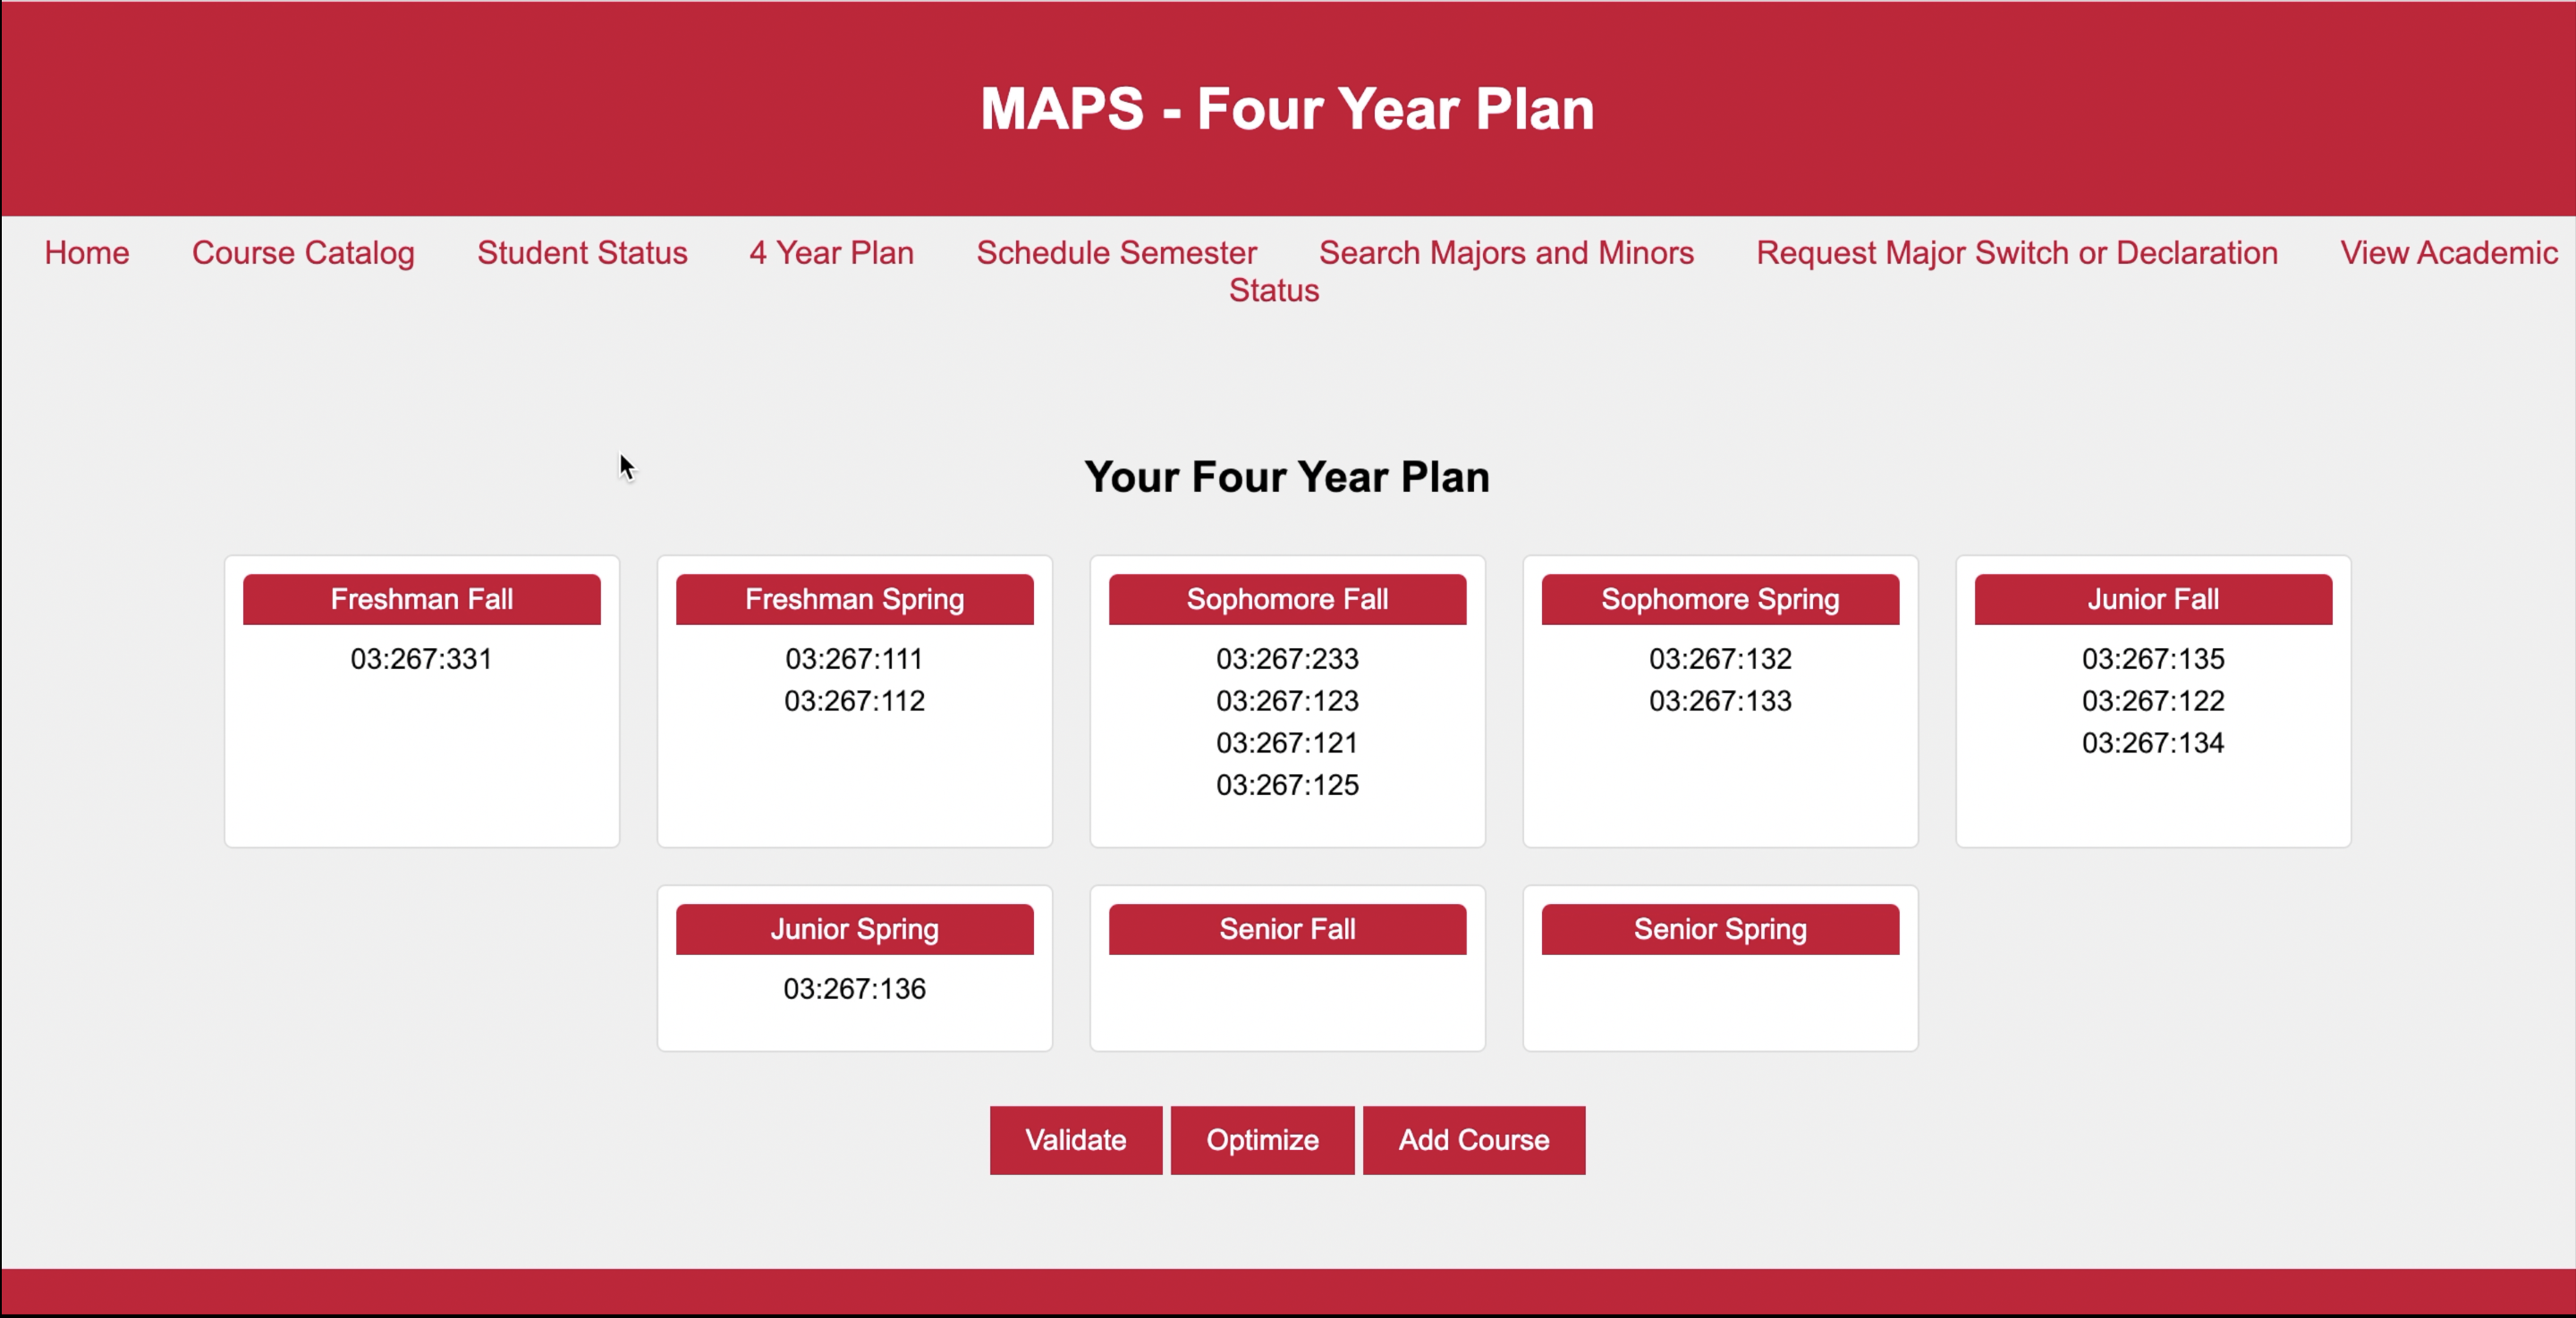 MAPS - Four Year Plan
Home Course Catalog Student Status 4 Year Plan Schedule Semester Search Majors and Minors Request Major Switch or Declaration View Academic
Status
Your Four Year Plan
Freshman Fall
03:267:331
Freshman Spring
03:267:111
03:267:112
Sophomore Fall
03:267:233
03:267:123
03:267:121
03:267:125
Sophomore Spring
03:267:132
03:267:133
Junior Fall
03:267:135
03:267:122
03:267:134
Junior Spring
03:267:136
Senior Fall
Senior Spring
Validate
Optimize
Add Course